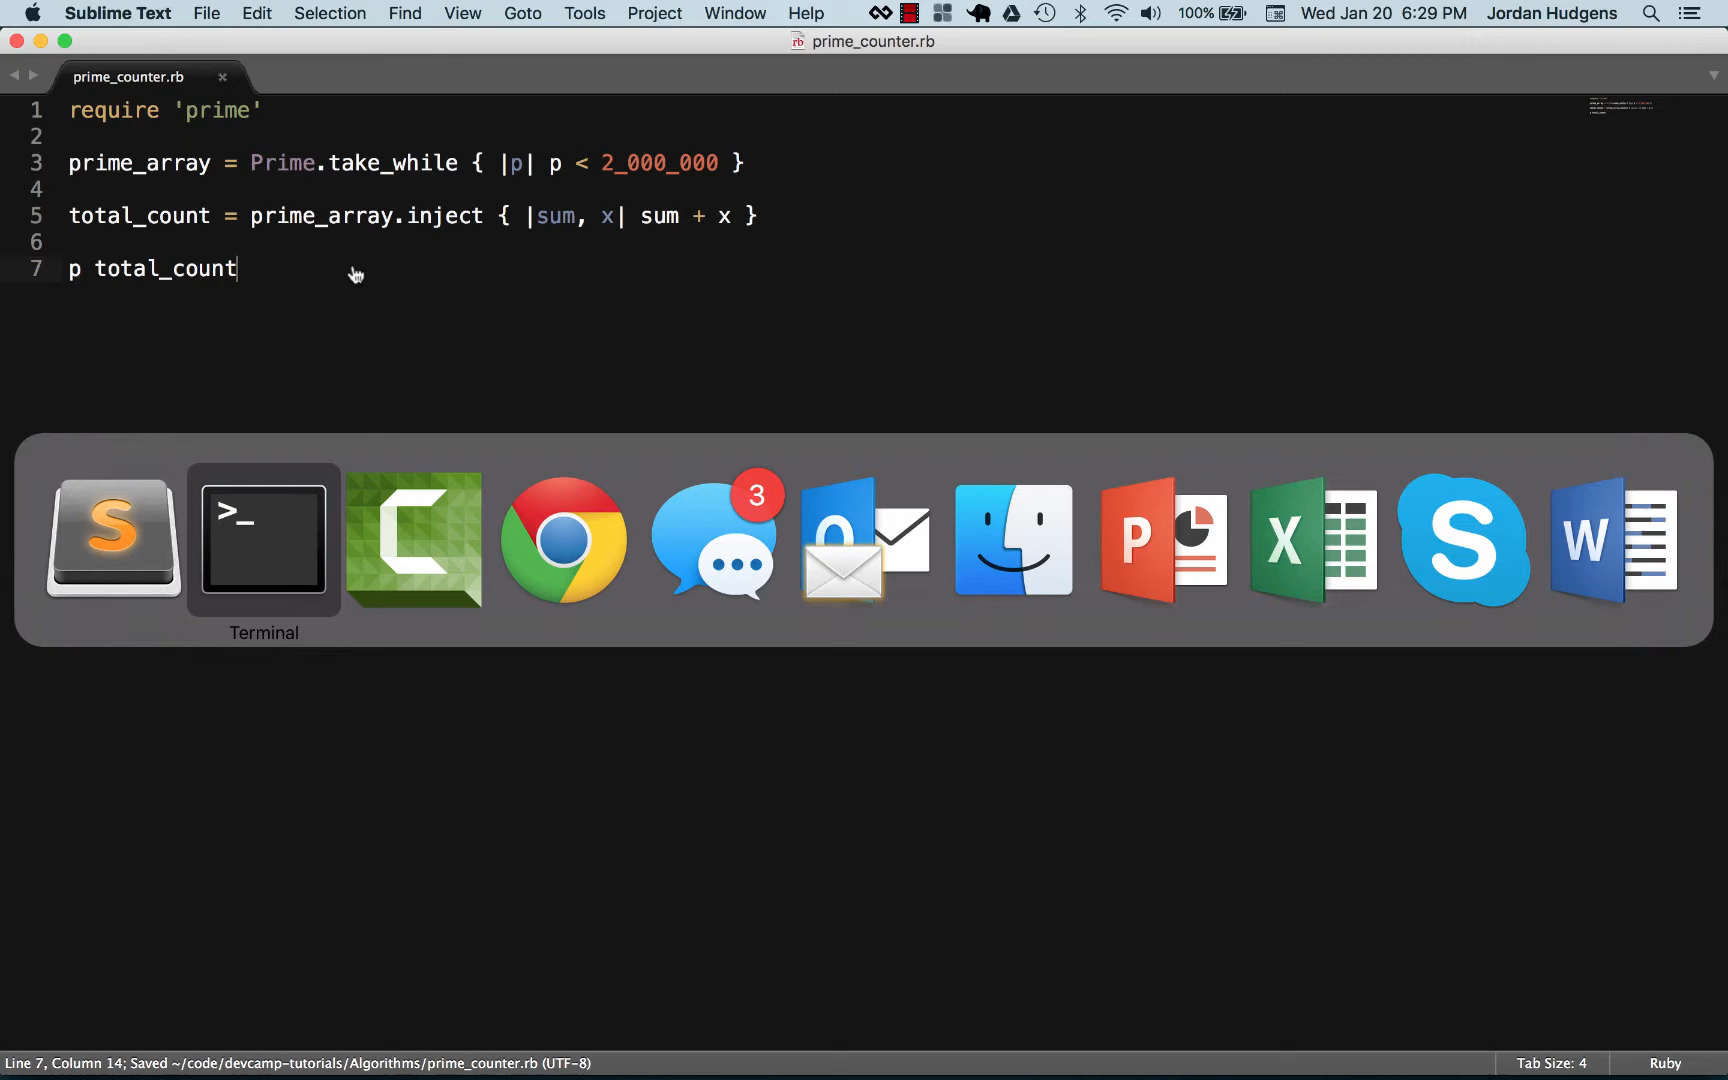 Sublime Text File Edit Selection Find View Goto Tools Project Window Help 100% Wed Jan 20 6:29 PM Jordan Hudgens
prime_counter.rb
prime_counter.rb ×
1 require 'prime'
2
3 prime_array = Prime.take_while { |p| p < 2_000_000 }
4
5 total_count = prime_array.inject { |sum, x| sum + x }
6
7 p total_count
S >_ C 3 O P X S W
Terminal
Line 7, Column 14; Saved ~/code/devcamp-tutorials/Algorithms/prime_counter.rb (UTF-8) Tab Size: 4 Ruby